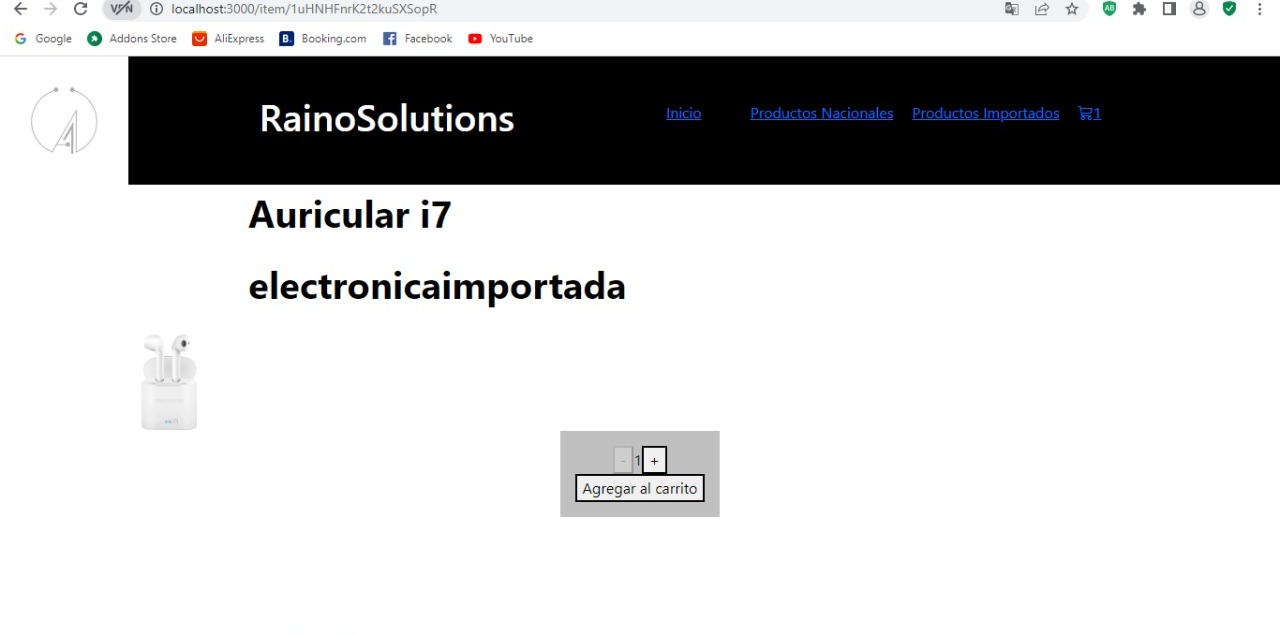 VPN localhost:3000/item/1uHNHFnrK2t2kuSXSopR
Google Addons Store AliExpress B. Booking.com Facebook YouTube
RainoSolutions
Inicio Productos Nacionales Productos Importados 1
Auricular i7
electronicaimportada
- 1 +
Agregar al carrito